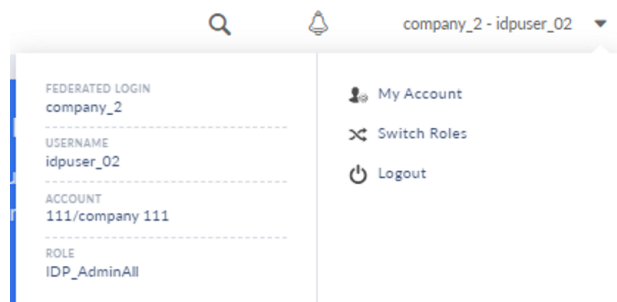 company_2 - idpuser_02
FEDERATED LOGIN
company_2
USERNAME
idpuser_02
ACCOUNT
111/company 111
ROLE
IDP_AdminAll
My Account
Switch Roles
Logout